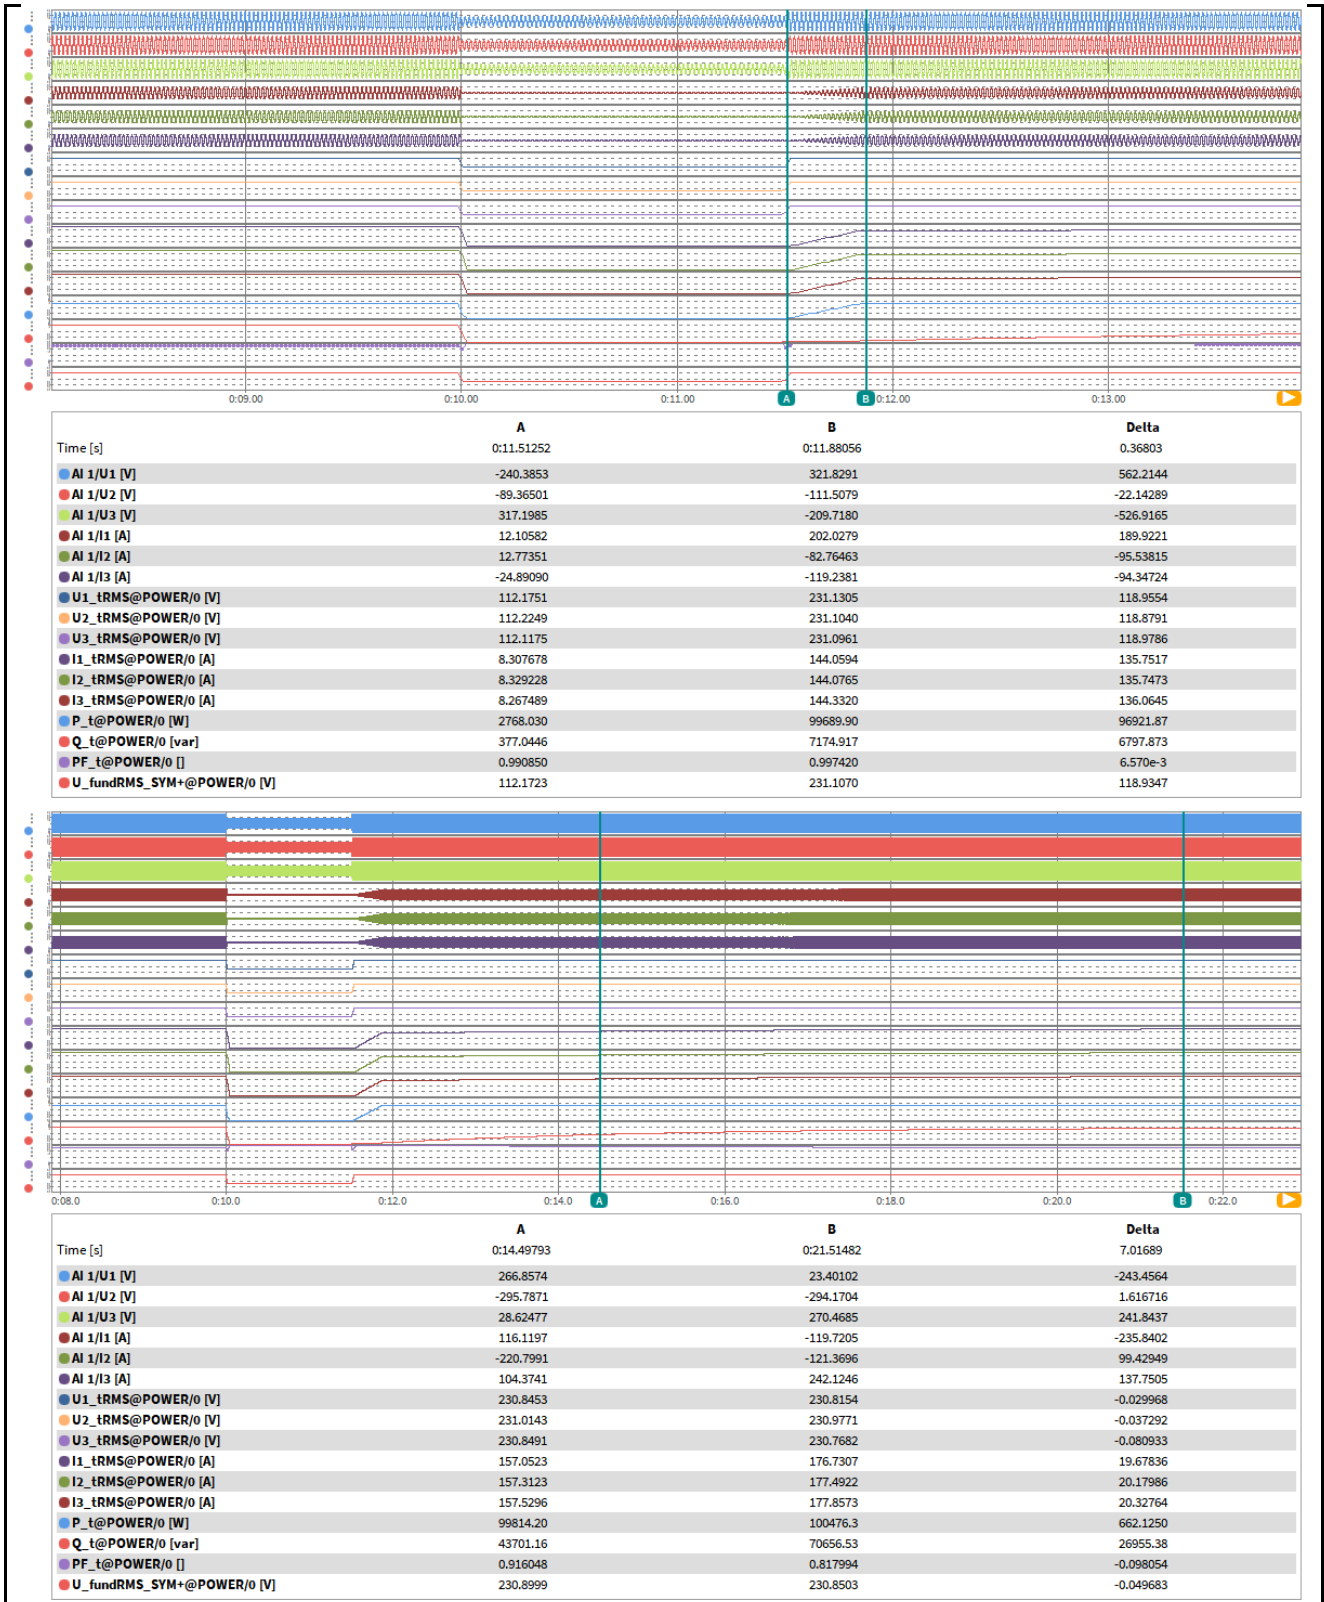 0:09.00 0:10.00 0:11.00 A B 0:12.00 0:13.00
A B Delta
Time [s] 0:11.51252 0:11.88056 0.36803
AI 1/U1 [V] -240.3853 321.8291 562.2144
AI 1/U2 [V] -89.36501 -111.5079 -22.14289
AI 1/U3 [V] 317.1985 -209.7180 -526.9165
AI 1/I1 [A] 12.10582 202.0279 189.9221
AI 1/I2 [A] 12.77351 -82.76463 -95.53815
AI 1/I3 [A] -24.89090 -119.2381 -94.34724
U1_tRMS@POWER/0 [V] 112.1751 231.1305 118.9554
U2_tRMS@POWER/0 [V] 112.2249 231.1040 118.8791
U3_tRMS@POWER/0 [V] 112.1175 231.0961 118.9786
I1_tRMS@POWER/0 [A] 8.307678 144.0594 135.7517
I2_tRMS@POWER/0 [A] 8.329228 144.0765 135.7473
I3_tRMS@POWER/0 [A] 8.267489 144.3320 136.0645
P_t@POWER/0 [W] 2768.030 99689.90 96921.87
Q_t@POWER/0 [var] 377.0446 7174.917 6797.873
PF_t@POWER/0 [] 0.990850 0.997420 6.570e-3
U_fundRMS_SYM+@POWER/0 [V] 112.1723 231.1070 118.9347
0:08.0 0:10.0 0:12.0 0:14.0 A 0:16.0 0:18.0 0:20.0 B 0:22.0
A B Delta
Time [s] 0:14.49793 0:21.51482 7.01689
AI 1/U1 [V] 266.8574 23.40102 -243.4564
AI 1/U2 [V] -295.7871 -294.1704 1.616716
AI 1/U3 [V] 28.62477 270.4685 241.8437
AI 1/I1 [A] 116.1197 -119.7205 -235.8402
AI 1/I2 [A] -220.7991 -121.3696 99.42949
AI 1/I3 [A] 104.3741 242.1246 137.7505
U1_tRMS@POWER/0 [V] 230.8453 230.8154 -0.029968
U2_tRMS@POWER/0 [V] 231.0143 230.9771 -0.037292
U3_tRMS@POWER/0 [V] 230.8491 230.7682 -0.080933
I1_tRMS@POWER/0 [A] 157.0523 176.7307 19.67836
I2_tRMS@POWER/0 [A] 157.3123 177.4922 20.17986
I3_tRMS@POWER/0 [A] 157.5296 177.8573 20.32764
P_t@POWER/0 [W] 99814.20 100476.3 662.1250
Q_t@POWER/0 [var] 43701.16 70656.53 26955.38
PF_t@POWER/0 [] 0.916048 0.817994 -0.098054
U_fundRMS_SYM+@POWER/0 [V] 230.8999 230.8503 -0.049683